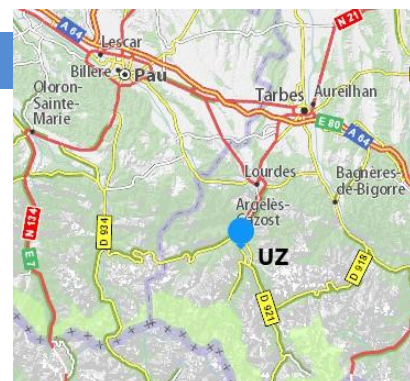 N 21
A 64
Lescar
Billère
Pau
Oloron-
Sainte-
Marie
Tarbes
Aureilhan
E 80
A 64
Lourdes
Bagnères-
de-Bigorre
Argelès-
Gazost
N 134
D 934
UZ
E 7
D 918
D 921